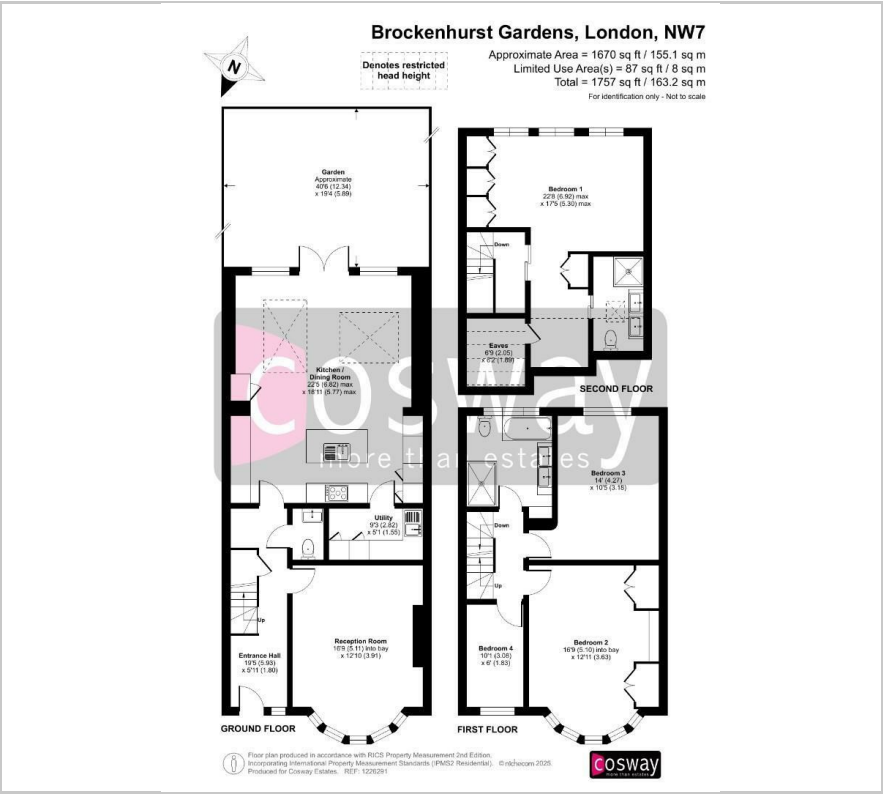 Brockenhurst Gardens, London, NW7
Approximate Area = 1670 sq ft / 155.1 sq m
Limited Use Area(s) = 87 sq ft / 8 sq m
Total = 1757 sq ft / 163.2 sq m
For identification only - Not to scale
N
Denotes restricted
head height
Garden
Approximate
40'6 (12.34)
x 19'4 (5.89)
Bedroom 1
22'8 (6.92) max
x 17'5 (5.30) max
Down
Eaves
6'9 (2.05)
x 6'2 (1.89)
SECOND FLOOR
Kitchen /
Dining Room
22'5 (6.82) max
x 18'11 (5.77) max
cosway
more than estates
Utility
9'3 (2.82)
x 5'1 (1.55)
Up
Reception Room
16'9 (5.11) into bay
x 12'10 (3.91)
Entrance Hall
19'5 (5.93)
x 5'11 (1.80)
GROUND FLOOR
Bedroom 3
14' (4.27)
x 10'5 (3.18)
Down
Up
Bedroom 4
10'1 (3.08)
x 6' (1.83)
Bedroom 2
16'9 (5.10) into bay
x 12'11 (3.63)
FIRST FLOOR
Floor plan produced in accordance with RICS Property Measurement 2nd Edition,
Incorporating International Property Measurement Standards (IPMS2 Residential). © nichecom 2025.
Produced for Cosway Estates. REF: 1226291
cosway
more than estates